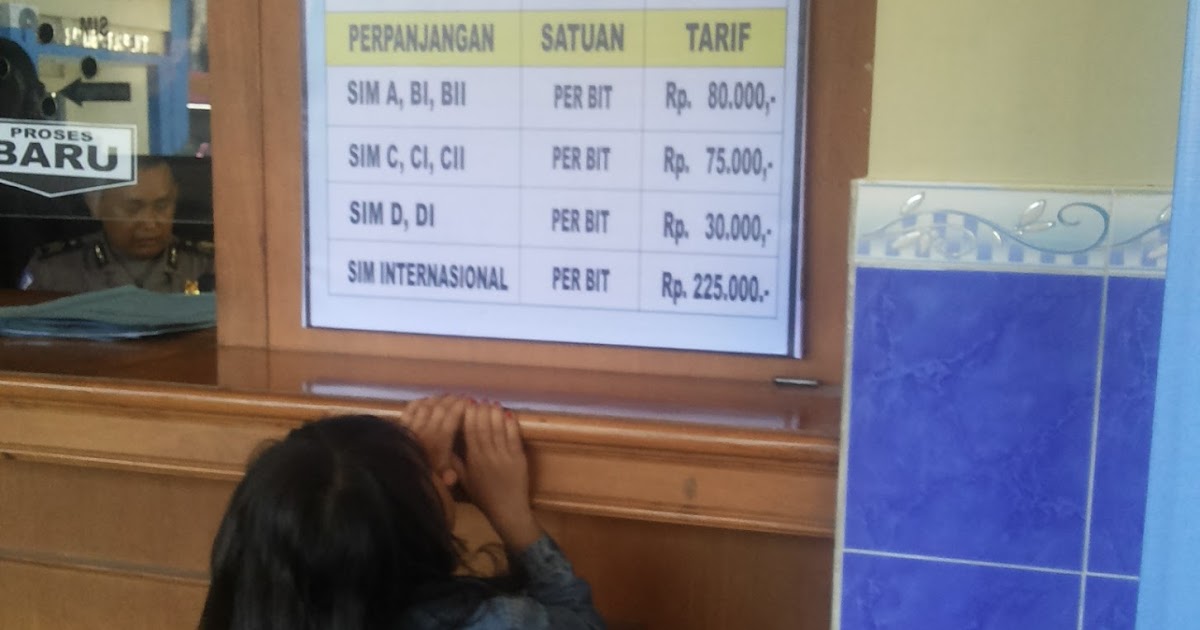 SIM
PROSES
BARU
PERPANJANGAN SATUAN TARIF
SIM A, BI, BII PER BIT Rp. 80.000,-
SIM C, CI, CII PER BIT Rp. 75.000,-
SIM D, DI PER BIT Rp. 30.000,-
SIM INTERNASIONAL PER BIT Rp. 225.000.-